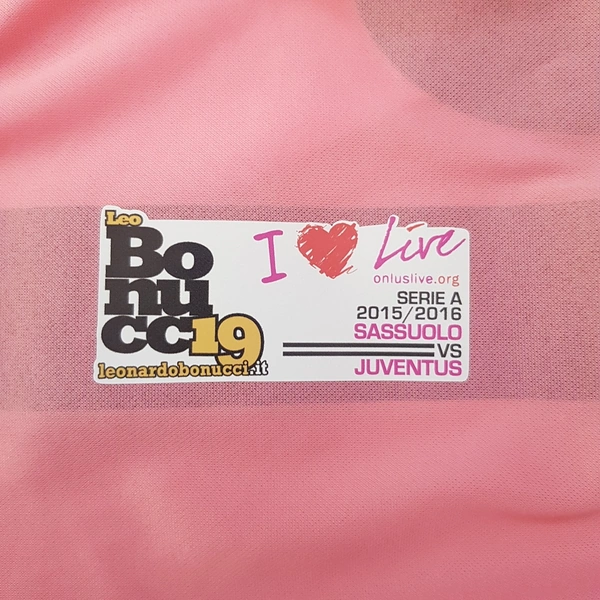 Leo
Bo
nu
cc19
leonardobonucci.it
I Live
onluslive.org
SERIE A
2015/2016
SASSUOLO
VS
JUVENTUS